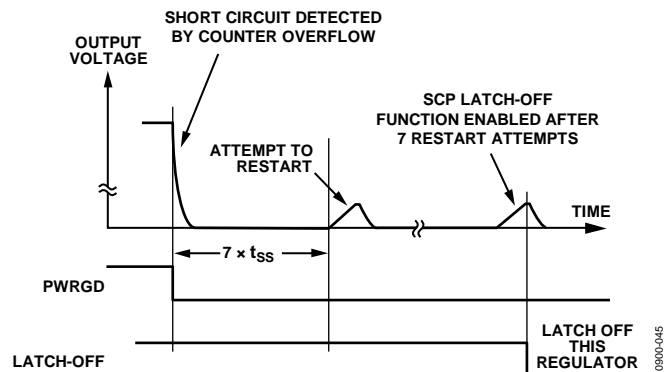 SHORT CIRCUIT DETECTED
BY COUNTER OVERFLOW
OUTPUT
VOLTAGE
SCP LATCH-OFF
FUNCTION ENABLED AFTER
7 RESTART ATTEMPTS
ATTEMPT TO
RESTART
TIME
7 × tSS
PWRGD
LATCH-OFF
LATCH OFF
THIS
REGULATOR
0900-045